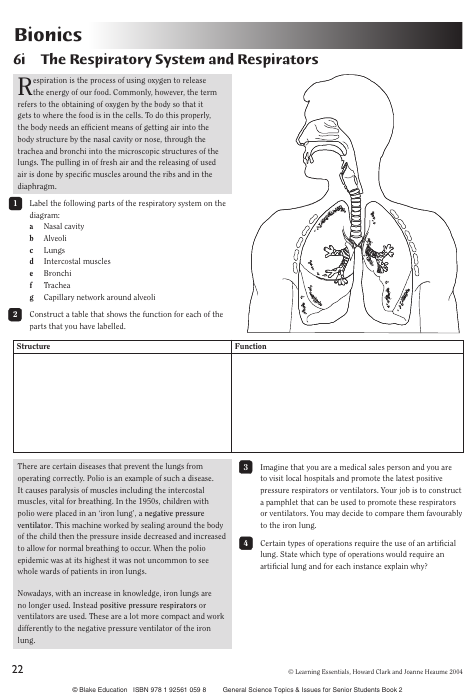 Bionics
6i The Respiratory System and Respirators
Respiration is the process of using oxygen to release
the energy of our food. Commonly, however, the term
refers to the obtaining of oxygen by the body so that it
gets to where the food is in the cells. To do this properly,
the body needs an efficient means of getting air into the
body structure by the nasal cavity or nose, through the
trachea and bronchi into the microscopic structures of the
lungs. The pulling in of fresh air and the releasing of used
air is done by specific muscles around the ribs and in the
diaphragm.
1 Label the following parts of the respiratory system on the
diagram:
a Nasal cavity
b Alveoli
c Lungs
d Intercostal muscles
e Bronchi
f Trachea
g Capillary network around alveoli
2 Construct a table that shows the function for each of the
parts that you have labelled.
Structure Function
There are certain diseases that prevent the lungs from
operating correctly. Polio is an example of such a disease.
It causes paralysis of muscles including the intercostal
muscles, vital for breathing. In the 1950s, children with
polio were placed in an 'iron lung', a negative pressure
ventilator. This machine worked by sealing around the body
of the child then the pressure inside decreased and increased
to allow for normal breathing to occur. When the polio
epidemic was at its highest it was not uncommon to see
whole wards of patients in iron lungs.
Nowadays, with an increase in knowledge, iron lungs are
no longer used. Instead positive pressure respirators or
ventilators are used. These are a lot more compact and work
differently to the negative pressure ventilator of the iron
lung.
3 Imagine that you are a medical sales person and you are
to visit local hospitals and promote the latest positive
pressure respirators or ventilators. Your job is to construct
a pamphlet that can be used to promote these respirators
or ventilators. You may decide to compare them favourably
to the iron lung.
4 Certain types of operations require the use of an artificial
lung. State which type of operations would require an
artificial lung and for each instance explain why?
22
© Learning Essentials, Howard Clark and Joanne Heaume 2004
© Blake Education ISBN 978 1 92561 059 8 General Science Topics & Issues for Senior Students Book 2